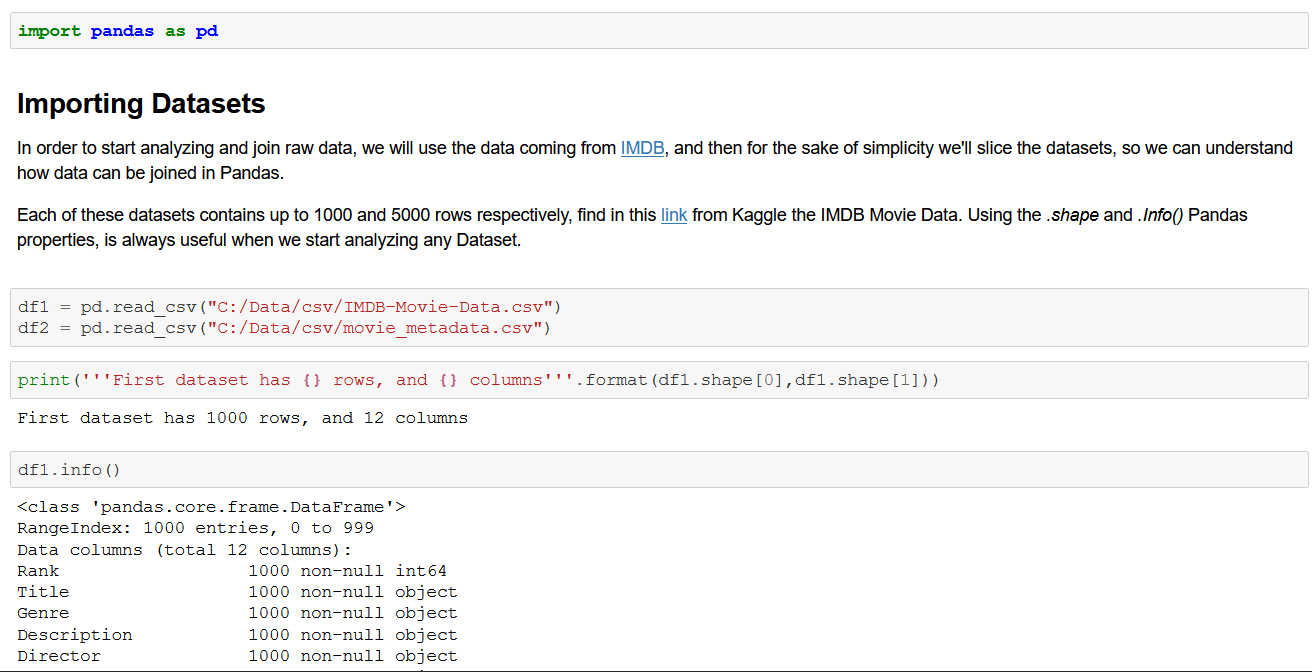 import pandas as pd
Importing Datasets
In order to start analyzing and join raw data, we will use the data coming from IMDB, and then for the sake of simplicity we'll slice the datasets, so we can understand
how data can be joined in Pandas.
Each of these datasets contains up to 1000 and 5000 rows respectively, find in this link from Kaggle the IMDB Movie Data. Using the .shape and .Info() Pandas
properties, is always useful when we start analyzing any Dataset.
df1 = pd.read_csv("C:/Data/csv/IMDB-Movie-Data.csv")
df2 = pd.read_csv("C:/Data/csv/movie_metadata.csv")
print('''First dataset has {} rows, and {} columns'''.format(df1.shape[0],df1.shape[1]))
First dataset has 1000 rows, and 12 columns
df1.info()
<class 'pandas.core.frame.DataFrame'>
RangeIndex: 1000 entries, 0 to 999
Data columns (total 12 columns):
Rank 1000 non-null int64
Title 1000 non-null object
Genre 1000 non-null object
Description 1000 non-null object
Director 1000 non-null object